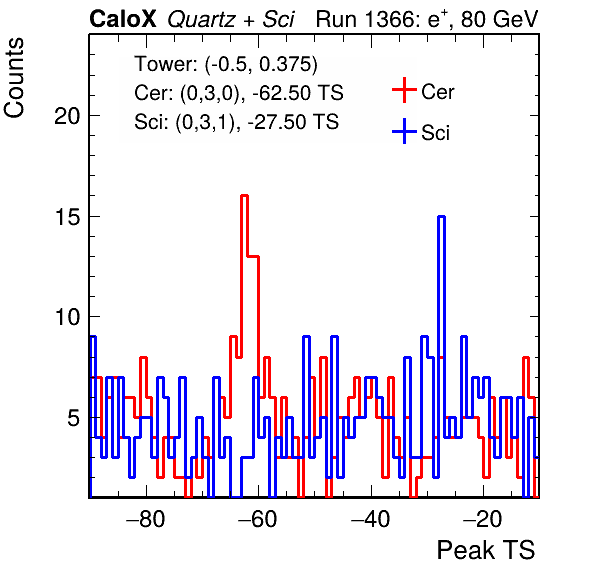 CaloX Quartz + Sci Run 1366: e⁺, 80 GeV
Counts
Tower: (-0.5, 0.375)
Cer: (0,3,0), -62.50 TS
Sci: (0,3,1), -27.50 TS
Cer
Sci
20
15
10
5
−80 −60 −40 −20
Peak TS